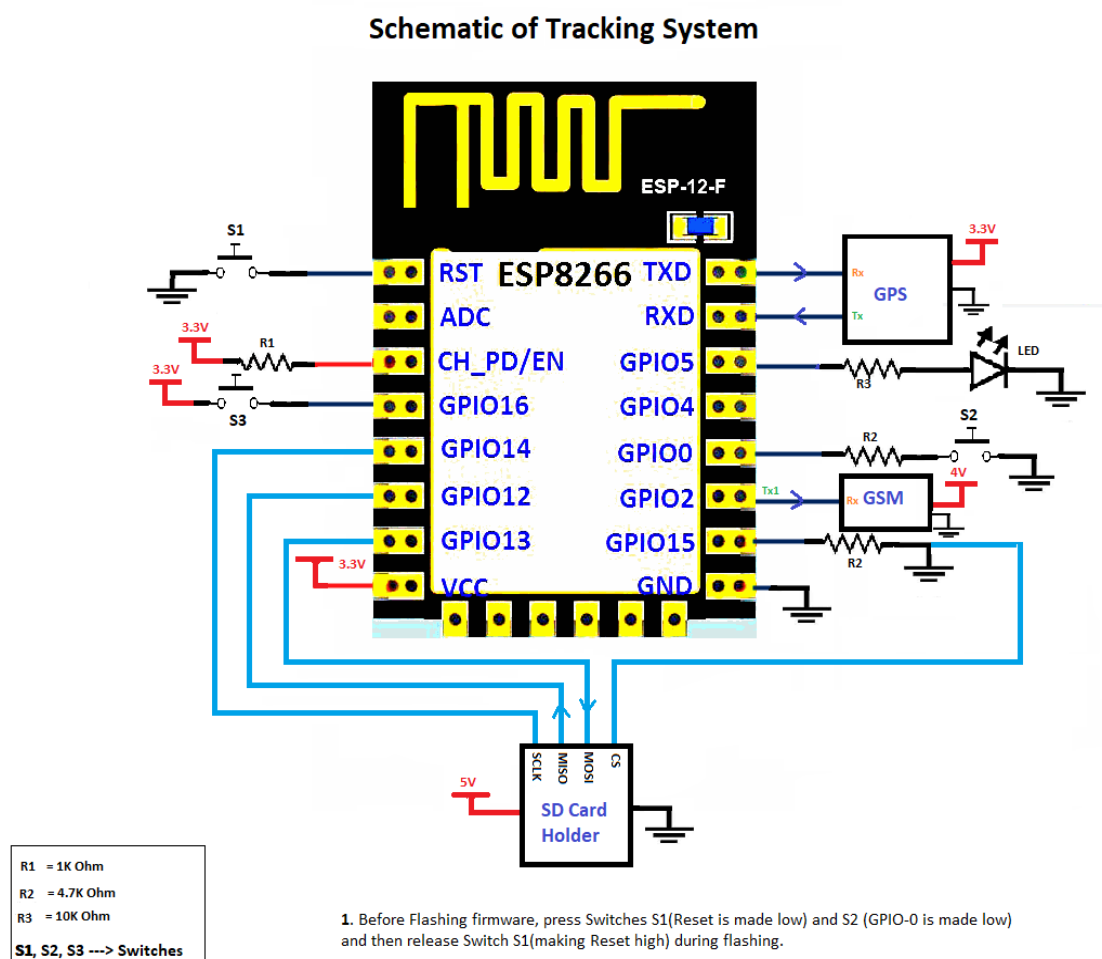 Schematic of Tracking System
ESP-12-F
S1
3.3V
RST
ESP8266
TXD
Rx
GPS
ADC
RXD
Tx
3.3V
R1
CH_PD/EN
GPIO5
R3
LED
3.3V
S3
GPIO16
GPIO4
S2
GPIO14
GPIO0
R2
GPIO12
GPIO2
Tx1
Rx
GSM
4V
GPIO13
GPIO15
R2
3.3V
VCC
GND
SCLK
MISO
MOSI
CS
5V
SD Card
Holder
R1 = 1K Ohm
R2 = 4.7K Ohm
R3 = 10K Ohm
S1, S2, S3 ---> Switches
1. Before Flashing firmware, press Switches S1(Reset is made low) and S2 (GPIO-0 is made low)
and then release Switch S1(making Reset high) during flashing.